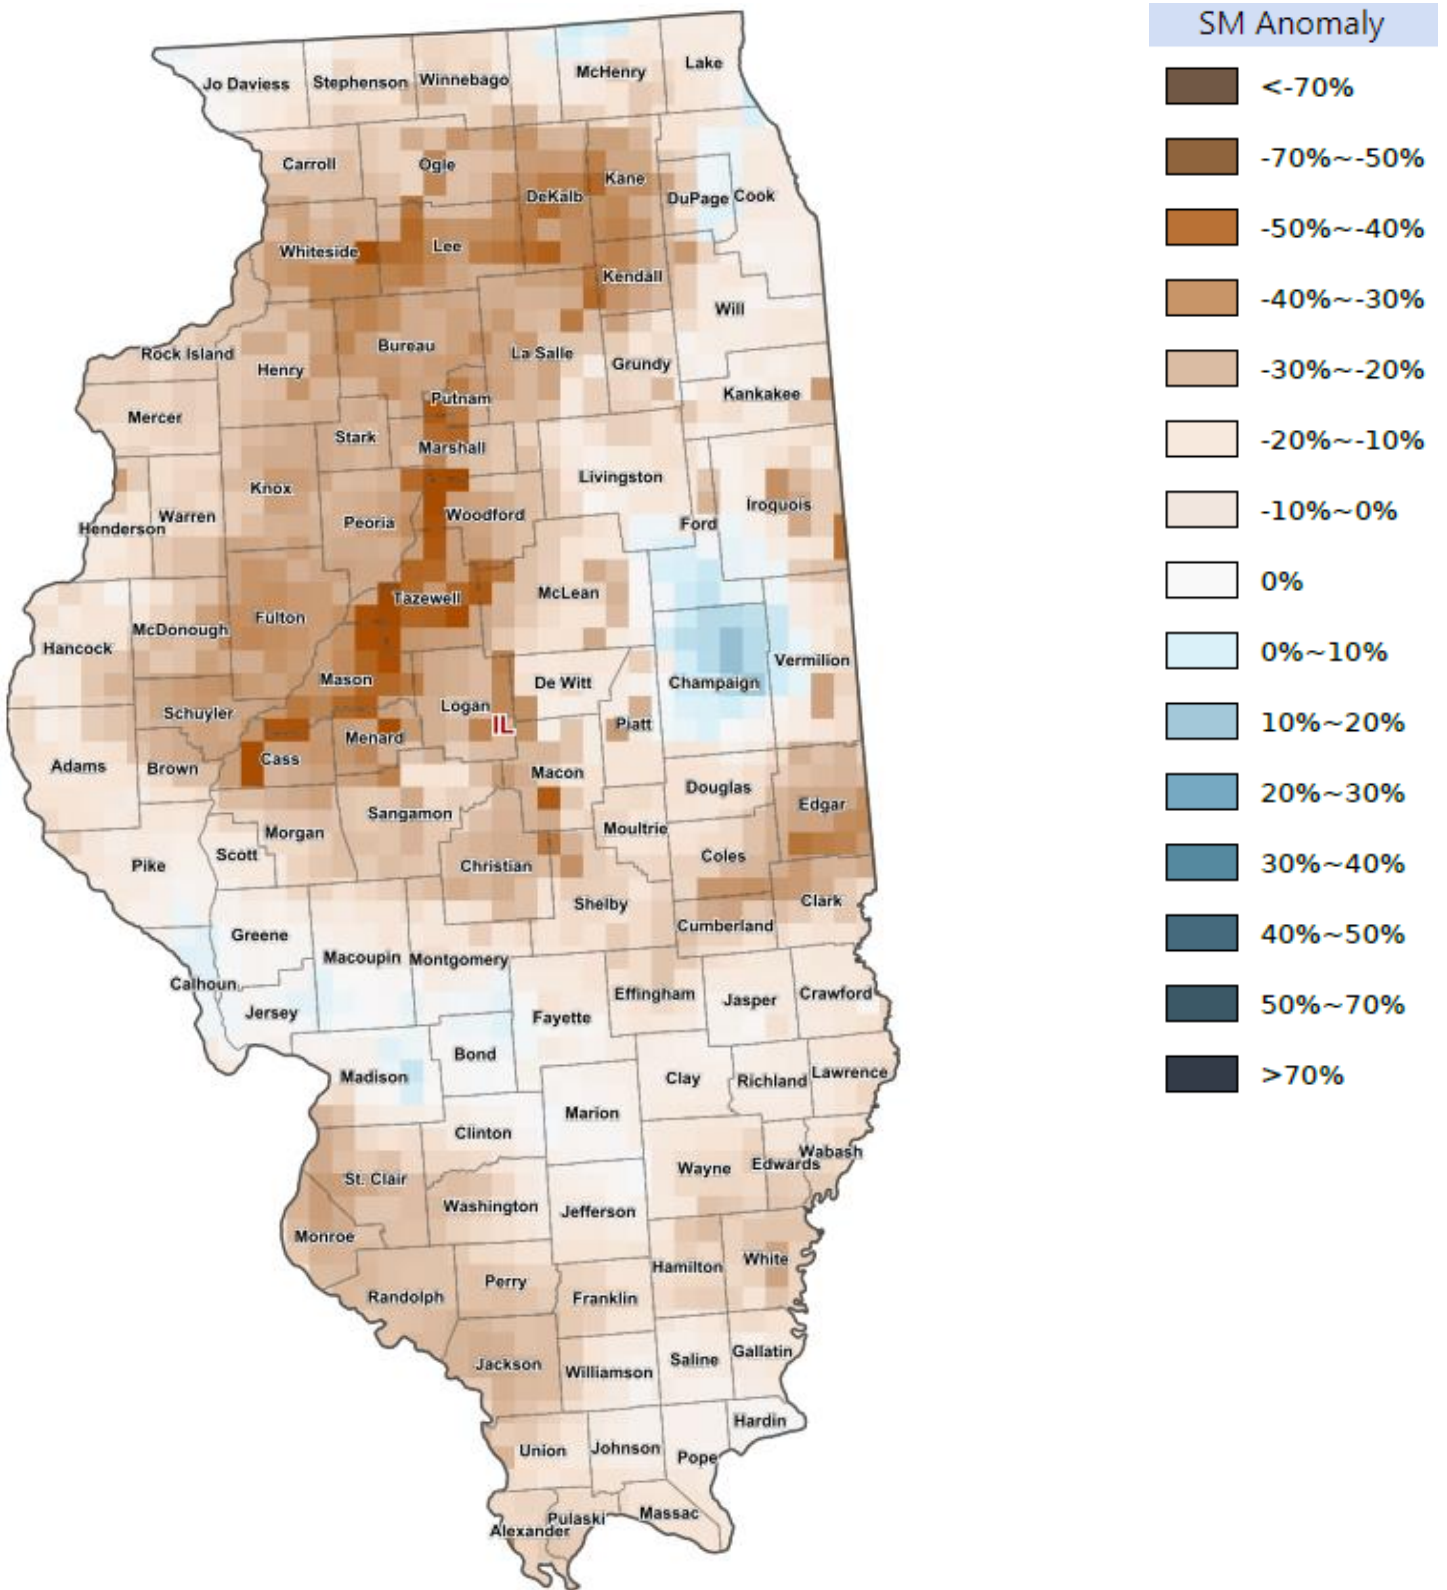 SM Anomaly
<-70%
-70%~-50%
-50%~-40%
-40%~-30%
-30%~-20%
-20%~-10%
-10%~0%
0%
0%~10%
10%~20%
20%~30%
30%~40%
40%~50%
50%~70%
>70%
Jo Daviess
Stephenson
Winnebago
McHenry
Lake
Carroll
Ogle
DeKalb
Kane
DuPage
Cook
Whiteside
Lee
Kendall
Will
Rock Island
Henry
Bureau
La Salle
Grundy
Kankakee
Mercer
Putnam
Stark
Marshall
Knox
Peoria
Woodford
Livingston
Ford
Iroquois
Henderson
Warren
Hancock
McDonough
Fulton
Tazewell
McLean
Vermilion
Mason
Logan
De Witt
Champaign
Schuyler
IL
Piatt
Menard
Adams
Brown
Cass
Macon
Douglas
Edgar
Morgan
Sangamon
Moultrie
Pike
Scott
Christian
Coles
Shelby
Clark
Cumberland
Greene
Macoupin
Montgomery
Calhoun
Jersey
Fayette
Effingham
Jasper
Crawford
Madison
Bond
Clay
Richland
Lawrence
Marion
Clinton
St. Clair
Wayne
Edwards
Wabash
Washington
Jefferson
Monroe
Hamilton
White
Randolph
Perry
Franklin
Jackson
Williamson
Saline
Gallatin
Hardin
Union
Johnson
Pope
Alexander
Pulaski
Massac